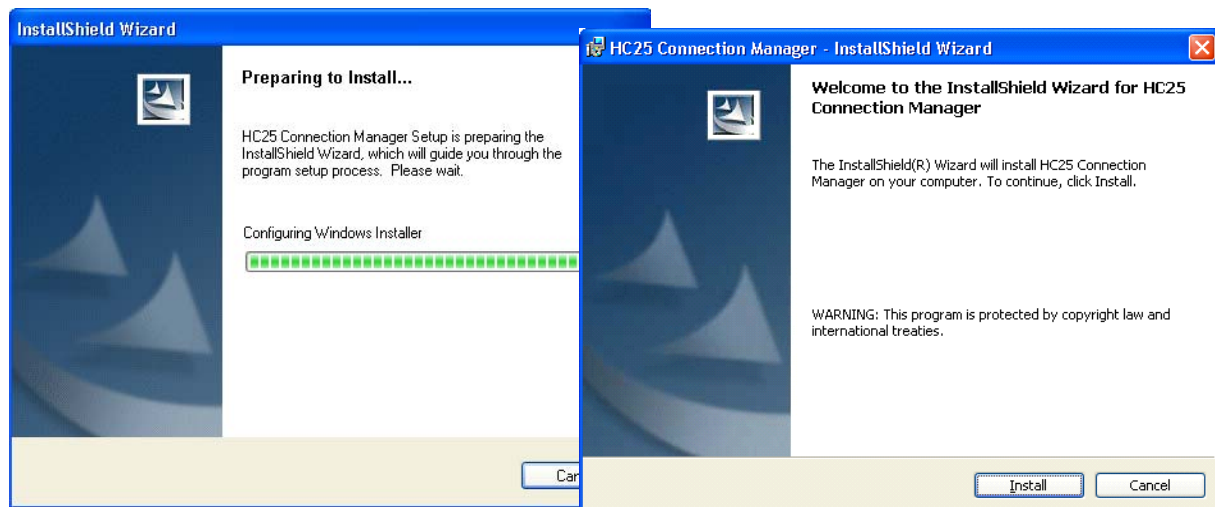 InstallShield Wizard
Preparing to Install...
HC25 Connection Manager Setup is preparing the
InstallShield Wizard, which will guide you through the
program setup process. Please wait.
Configuring Windows Installer
HC25 Connection Manager - InstallShield Wizard
Welcome to the InstallShield Wizard for HC25
Connection Manager
The InstallShield(R) Wizard will install HC25 Connection
Manager on your computer. To continue, click Install.
WARNING: This program is protected by copyright law and
international treaties.
Install
Cancel